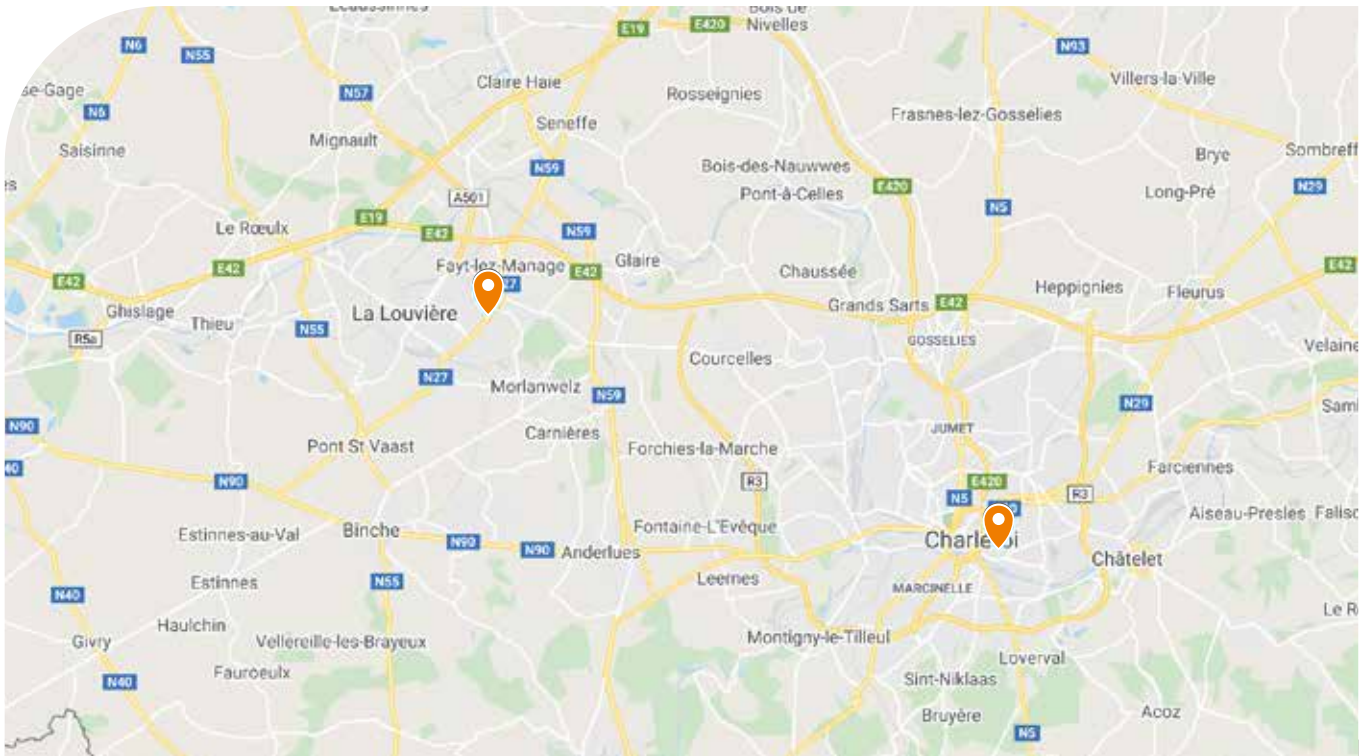 Bois de
Nivelles
E19
E420
N6
N55
N93
Claire Haie
Villers-la-Ville
se-Gage
N57
Rosseignies
N6
Seneffe
Frasnes-lez-Gosselies
Mignault
Saisinne
Brye
Sombreff
N59
Bois-des-Nauwwes
E420
N29
Pont-à-Celles
Long-Pré
A501
N5
E19
Le Rœulx
E42
N59
Glaire
E42
Fayt-lez-Manage
E42
Chaussée
E42
E42
Heppignies
Fleurus
Ghislage
La Louvière
Grands Sarts
E42
Thieu
N55
R5a
GOSSELIES
Velaine
Courcelles
N27
Morlanwelz
N59
N29
Sam
N90
JUMET
Carnières
Pont St Vaast
Forchies-la-Marche
40
Farciennes
N90
R3
E420
N5
R3
Aiseau-Presles
Falisc
Estinnes-au-Val
Binche
Fontaine-L'Evêque
N90
N90
Anderlues
Châtelet
Estinnes
N55
Leernes
MARCINELLE
N40
Le R
Haulchin
Givry
Vellereille-les-Brayeux
Montigny-le-Tilleul
Loverval
Fauroeulx
N40
Sint-Niklaas
Bruyère
Acoz
N5